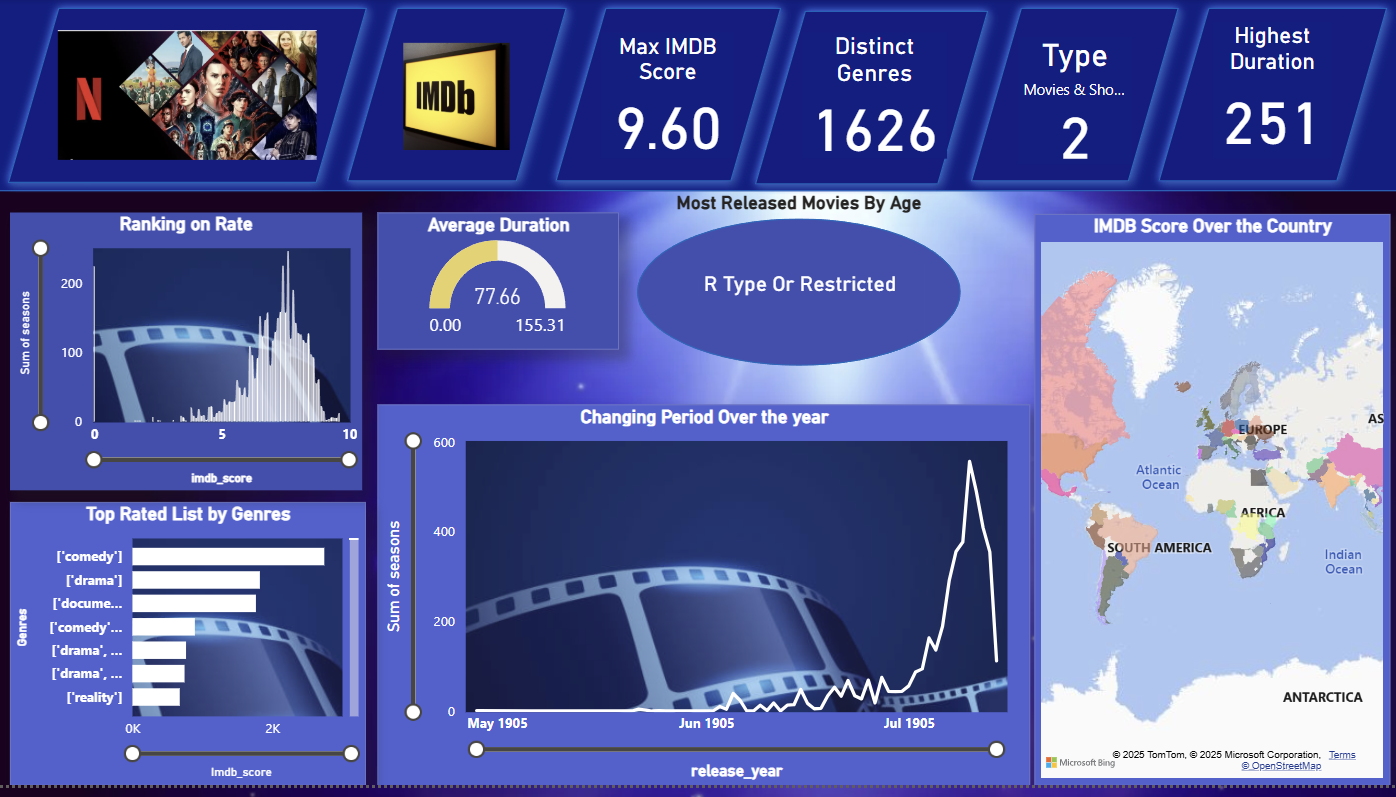 N
IMDb
Max IMDB
Score
9.60
Distinct
Genres
1626
Type
Movies & Sho...
2
Highest
Duration
251
Ranking on Rate
Sum of seasons
200
100
0
0
5
10
imdb_score
Average Duration
77.66
0.00
155.31
Most Released Movies By Age
R Type Or Restricted
IMDB Score Over the Country
EUROPE
AS
Atlantic
Ocean
AFRICA
SOUTH AMERICA
Indian
Ocean
ANTARCTICA
Microsoft Bing
© 2025 TomTom, © 2025 Microsoft Corporation, Terms
© OpenStreetMap
Top Rated List by Genres
Genres
['comedy']
['drama']
['docume...
['comedy'...
['drama', ...
['drama', ...
['reality']
0K
2K
Imdb_score
Changing Period Over the year
Sum of seasons
600
400
200
0
May 1905
Jun 1905
Jul 1905
release_year